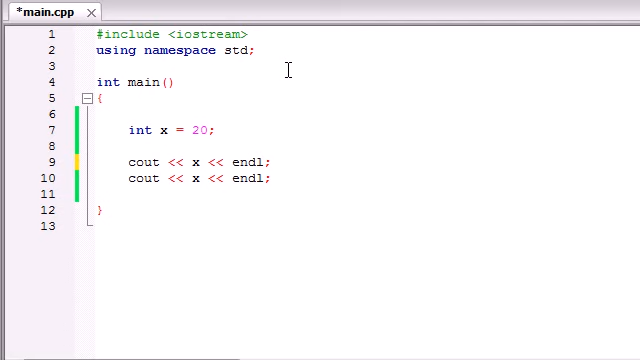 *main.cpp
1 #include <iostream>
2 using namespace std;
3
4 int main()
5 {
6
7 int x = 20;
8
9 cout << x << endl;
10 cout << x << endl;
11
12 }
13